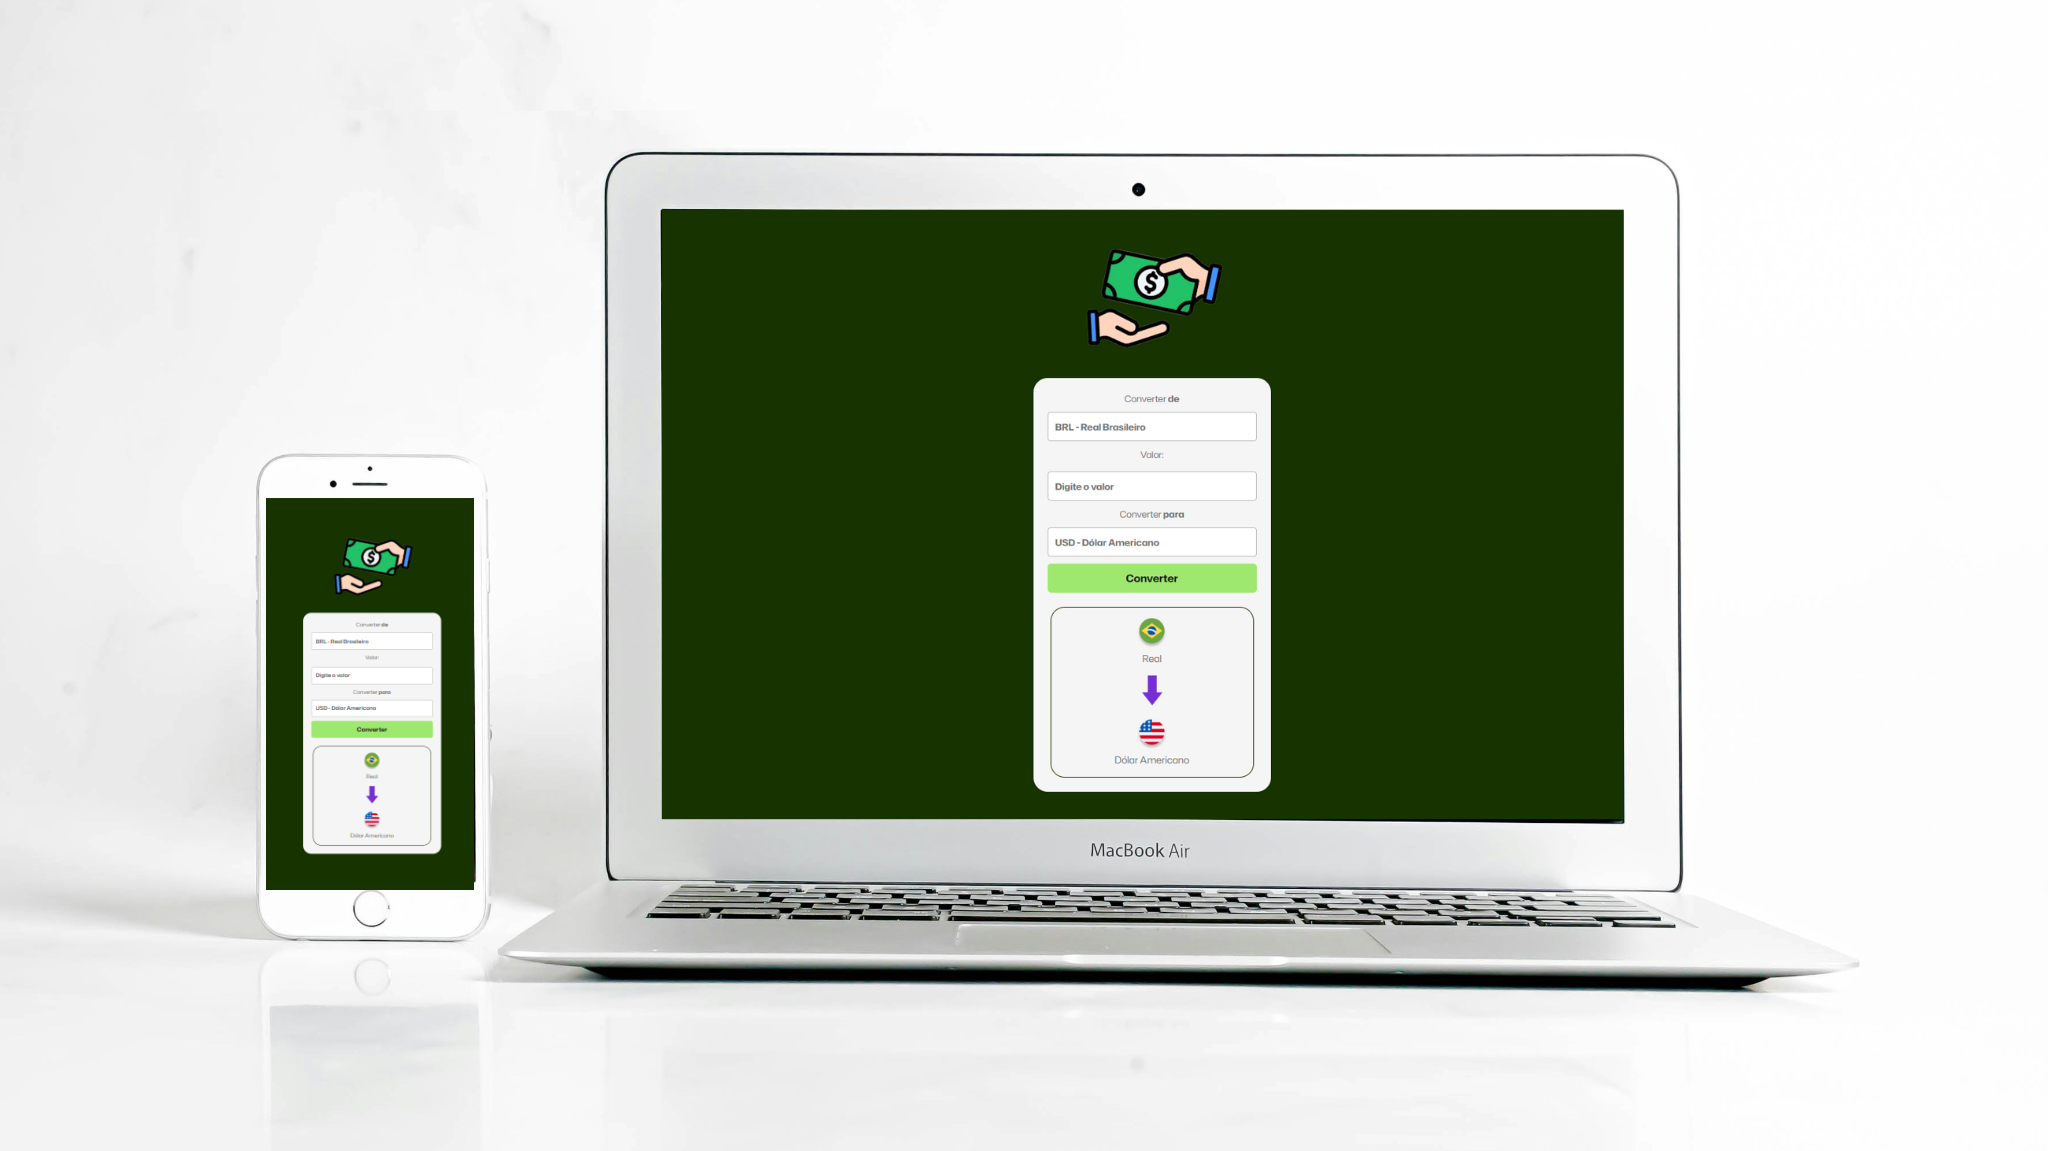 $
Converter de
BRL - Real Brasileiro
Valor:
Digite o valor
Converter para
USD - Dólar Americano
Converter
Real
Dólar Americano
$
Converter de
BRL - Real Brasileiro
Valor:
Digite o valor
Converter para
USD - Dólar Americano
Converter
Real
Dólar Americano
MacBook Air